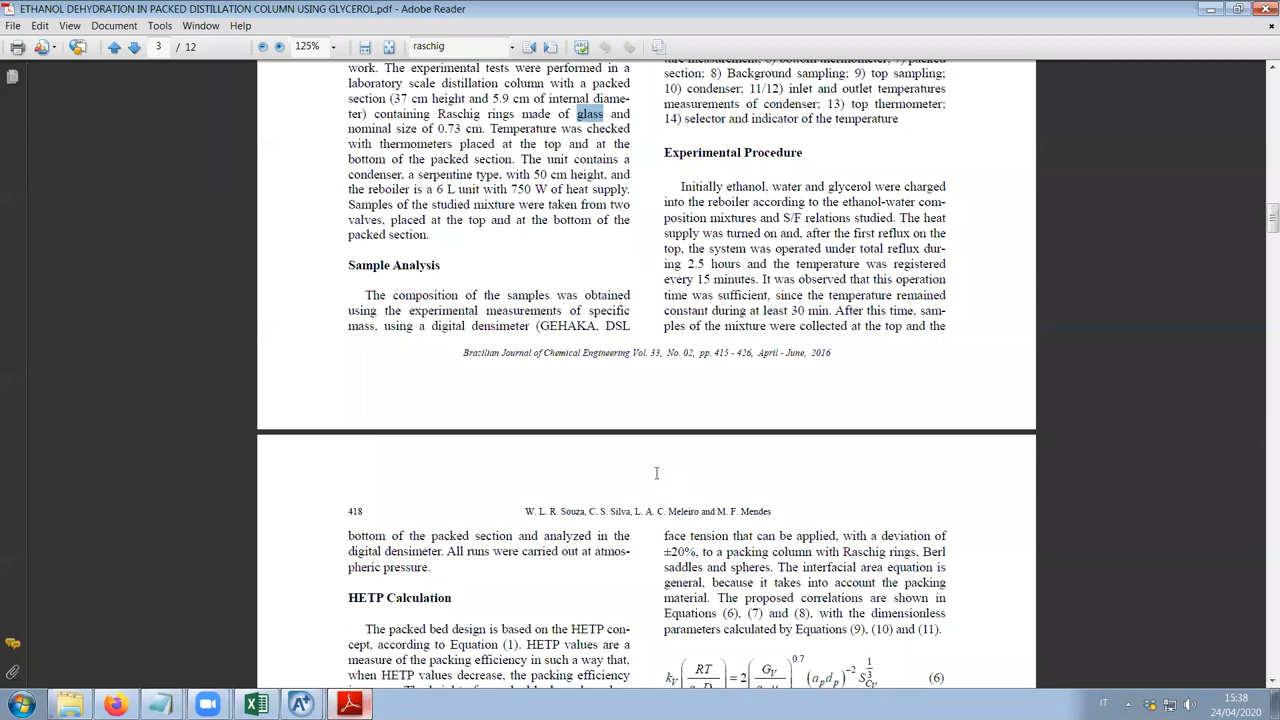 ETHANOL DEHYDRATION IN PACKED DISTILLATION COLUMN USING GLYCEROL.pdf - Adobe Reader
File Edit View Document Tools Window Help
3 / 12 125% raschig
work. The experimental tests were performed in a
laboratory scale distillation column with a packed
section (37 cm height and 5.9 cm of internal diame-
ter) containing Raschig rings made of glass and
nominal size of 0.73 cm. Temperature was checked
with thermometers placed at the top and at the
bottom of the packed section. The unit contains a
condenser, a serpentine type, with 50 cm height, and
the reboiler is a 6 L unit with 750 W of heat supply.
Samples of the studied mixture were taken from two
valves, placed at the top and at the bottom of the
packed section.
Sample Analysis
The composition of the samples was obtained
using the experimental measurements of specific
mass, using a digital densimeter (GEHAKA, DSL
ture measurement; 6) bottom thermometer; 7) packed
section; 8) Background sampling; 9) top sampling;
10) condenser; 11/12) inlet and outlet temperatures
measurements of condenser; 13) top thermometer;
14) selector and indicator of the temperature
Experimental Procedure
Initially ethanol, water and glycerol were charged
into the reboiler according to the ethanol-water com-
position mixtures and S/F relations studied. The heat
supply was turned on and, after the first reflux on the
top, the system was operated under total reflux dur-
ing 2.5 hours and the temperature was registered
every 15 minutes. It was observed that this operation
time was sufficient, since the temperature remained
constant during at least 30 min. After this time, sam-
ples of the mixture were collected at the top and the
Brazilian Journal of Chemical Engineering Vol. 33, No. 02, pp. 415 - 426, April - June, 2016
418 W. L. R. Souza, C. S. Silva, L. A. C. Meleiro and M. F. Mendes
bottom of the packed section and analyzed in the
digital densimeter. All runs were carried out at atmos-
pheric pressure.
HETP Calculation
The packed bed design is based on the HETP con-
cept, according to Equation (1). HETP values are a
measure of the packing efficiency in such a way that,
when HETP values decrease, the packing efficiency
face tension that can be applied, with a deviation of
±20%, to a packing column with Raschig rings, Berl
saddles and spheres. The interfacial area equation is
general, because it takes into account the packing
material. The proposed correlations are shown in
Equations (6), (7) and (8), with the dimensionless
parameters calculated by Equations (9), (10) and (11).
(6)
IT 15:38
24/04/2020